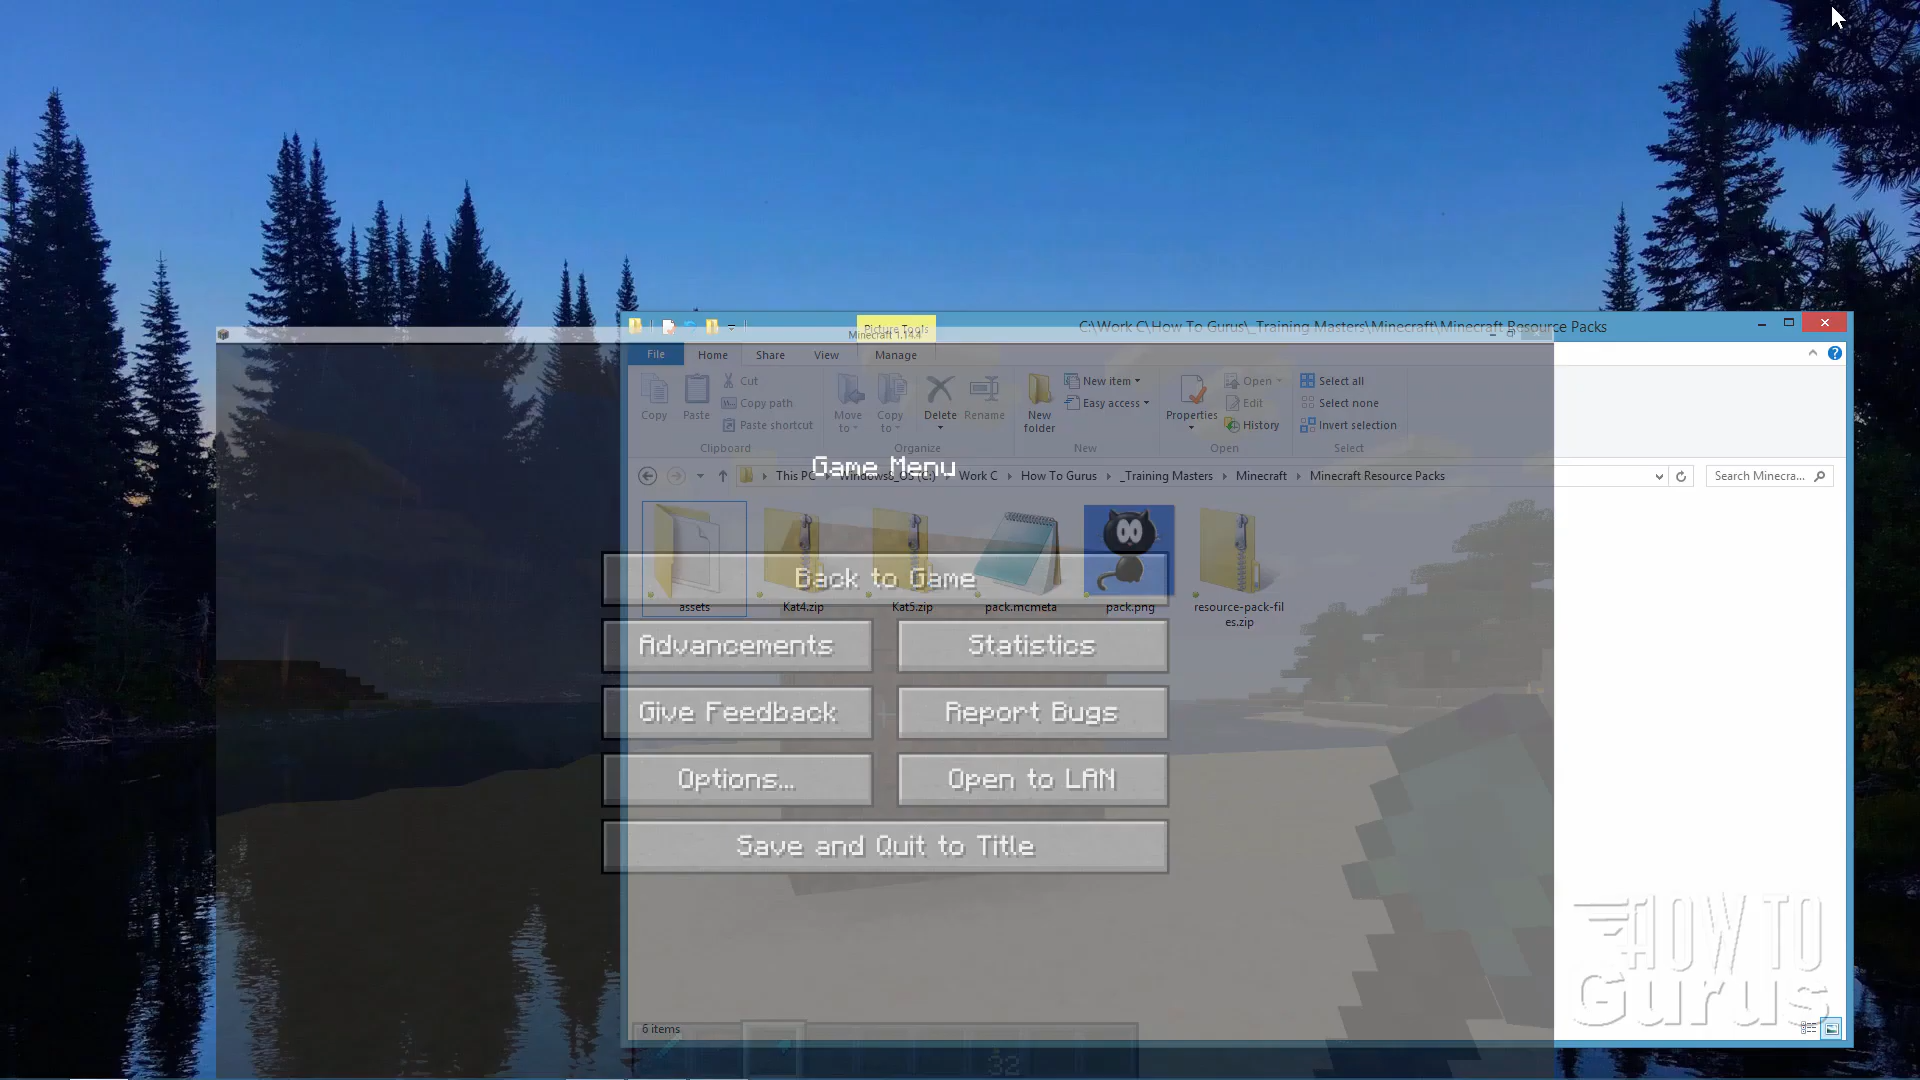 Picture Tools
C:\Work C\How To Gurus\_Training Masters\Minecraft\Minecraft Resource Packs
Minecraft 1.14.4
File Home Share View Manage
Copy Paste Cut Copy path Paste shortcut
Move to Copy to Delete Rename
New folder New item Easy access
Properties Open Edit History
Select all Select none Invert selection
Clipboard Organize New Open Select
Game Menu
This PC Windows8_OS (C:) Work C How To Gurus _Training Masters Minecraft Minecraft Resource Packs
Search Minecra...
Back to Game
assets Kat4.zip Kat5.zip pack.mcmeta pack.png resource-pack-fil
es.zip
Advancements Statistics
Give Feedback Report Bugs
Options... Open to LAN
Save and Quit to Title
HOW TO
Gurus
6 items
32